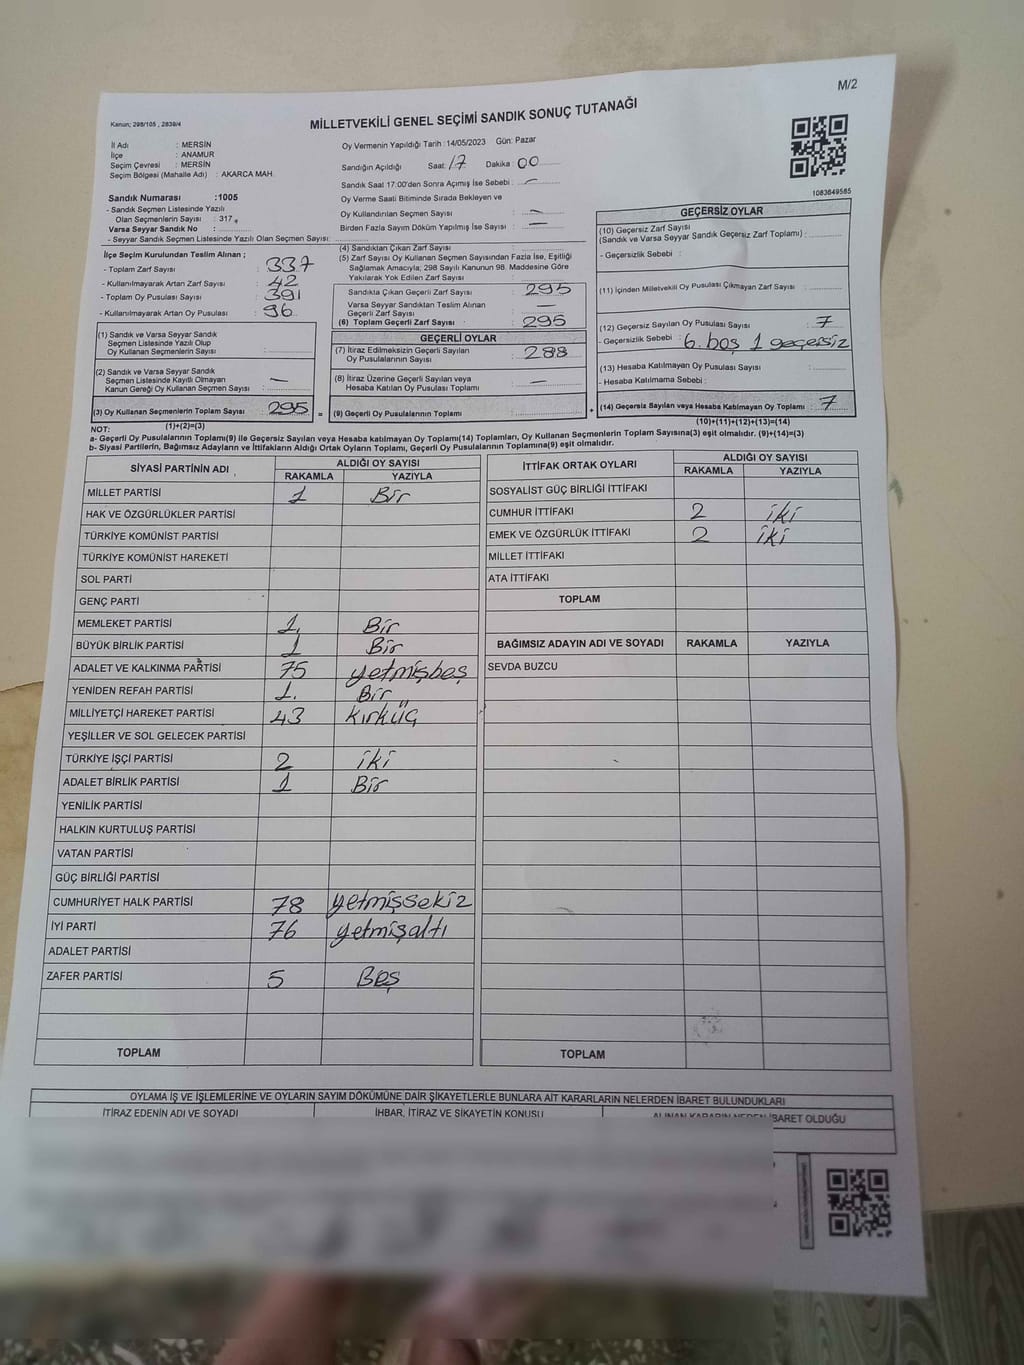 M/2
Kanun; 298/105 , 2839/4
MİLLETVEKİLİ GENEL SEÇİMİ SANDIK SONUÇ TUTANAĞI
İl Adı : MERSİN
İlçe : ANAMUR
Seçim Çevresi : MERSİN
Seçim Bölgesi (Mahalle Adı) : AKARCA MAH.
Sandık Numarası :1005
- Sandık Seçmen Listesinde Yazılı
Olan Seçmenlerin Sayısı : 317
Varsa Seyyar Sandık No :
- Seyyar Sandık Seçmen Listesinde Yazılı Olan Seçmen Sayısı:
Oy Vermenin Yapıldığı Tarih : 14/05/2023 Gün: Pazar
Sandığın Açıldığı Saat: 17 Dakika : 00
Sandık Saat 17:00'den Sonra Açımış İse Sebebi : —
Oy Verme Saati Bitiminde Sırada Bekleyen ve
Oy Kullandırılan Seçmen Sayısı : —
Birden Fazla Sayım Döküm Yapılmış İse Sayısı : —
1083649565
İlçe Seçim Kurulundan Teslim Alınan ;
- Toplam Zarf Sayısı : 337
- Kullanılmayarak Artan Zarf Sayısı : 42
- Toplam Oy Pusulası Sayısı : 391
- Kullanılmayarak Artan Oy Pusulası : 96
(4) Sandıktan Çıkan Zarf Sayısı :
(5) Zarf Sayısı Oy Kullanan Seçmen Sayısından Fazla İse, Eşitliği
Sağlamak Amacıyla; 298 Sayılı Kanunun 98. Maddesine Göre
Yakılarak Yok Edilen Zarf Sayısı :
Sandıkta Çıkan Geçerli Zarf Sayısı : 295
Varsa Seyyar Sandıktan Teslim Alınan
Geçerli Zarf Sayısı : —
(6) Toplam Geçerli Zarf Sayısı : 295
GEÇERSİZ OYLAR
(10) Geçersiz Zarf Sayısı
(Sandık ve Varsa Seyyar Sandık Geçersiz Zarf Toplamı) :
- Geçersizlik Sebebi :
(11) İçinden Milletvekili Oy Pusulası Çıkmayan Zarf Sayısı :
(12) Geçersiz Sayılan Oy Pusulası Sayısı : 7
- Geçersizlik Sebebi : 6. boş 1 geçersiz
(13) Hesaba Katılmayan Oy Pusulası Sayısı :
- Hesaba Katılmama Sebebi :
(14) Geçersiz Sayılan veya Hesaba Katılmayan Oy Toplamı : 7
(10)+(11)+(12)+(13)=(14)
(1) Sandık ve Varsa Seyyar Sandık
Seçmen Listesinde Yazılı Olup
Oy Kullanan Seçmenlerin Sayısı :
(2) Sandık ve Varsa Seyyar Sandık
Seçmen Listesinde Kayıtlı Olmayan
Kanun Gereği Oy Kullanan Seçmen Sayısı : —
(3) Oy Kullanan Seçmenlerin Toplam Sayısı : 295 =
(1)+(2)=(3)
GEÇERLİ OYLAR
(7) İtiraz Edilmeksizin Geçerli Sayılan
Oy Pusulalarının Sayısı : 288
(8) İtiraz Üzerine Geçerli Sayılan veya
Hesaba Katılan Oy Pusulası Toplamı : —
(9) Geçerli Oy Pusulalarının Toplamı : +
NOT:
a- Geçerli Oy Pusulalarının Toplamı(9) ile Geçersiz Sayılan veya Hesaba katılmayan Oy Toplamı(14) Toplamları, Oy Kullanan Seçmenlerin Toplam Sayısına(3) eşit olmalıdır. (9)+(14)=(3)
b- Siyasi Partilerin, Bağımsız Adayların ve İttifakların Aldığı Ortak Oyların Toplamı, Geçerli Oy Pusulalarının Toplamına(9) eşit olmalıdır.
SİYASİ PARTİNİN ADI ALDIĞI OY SAYISI
RAKAMLA YAZIYLA
MİLLET PARTİSİ 1 Bir
HAK VE ÖZGÜRLÜKLER PARTİSİ
TÜRKİYE KOMÜNİST PARTİSİ
TÜRKİYE KOMÜNİST HAREKETİ
SOL PARTİ
GENÇ PARTİ
MEMLEKET PARTİSİ 1. Bir
BÜYÜK BİRLİK PARTİSİ 1 Bir
ADALET VE KALKINMA PARTİSİ 75 yetmişbeş
YENİDEN REFAH PARTİSİ 1. Bir
MİLLİYETÇİ HAREKET PARTİSİ 43 kırküç
YEŞİLLER VE SOL GELECEK PARTİSİ
TÜRKİYE İŞÇİ PARTİSİ 2 iki
ADALET BİRLİK PARTİSİ 1 Bir
YENİLİK PARTİSİ
HALKIN KURTULUŞ PARTİSİ
VATAN PARTİSİ
GÜÇ BİRLİĞİ PARTİSİ
CUMHURİYET HALK PARTİSİ 78 yetmişsekiz
İYİ PARTİ 76 yetmişaltı
ADALET PARTİSİ
ZAFER PARTİSİ 5 Beş
TOPLAM
İTTİFAK ORTAK OYLARI ALDIĞI OY SAYISI
RAKAMLA YAZIYLA
SOSYALİST GÜÇ BİRLİĞİ İTTİFAKI
CUMHUR İTTİFAKI 2 iki
EMEK VE ÖZGÜRLÜK İTTİFAKI 2 iki
MİLLET İTTİFAKI
ATA İTTİFAKI
TOPLAM
BAĞIMSIZ ADAYIN ADI VE SOYADI RAKAMLA YAZIYLA
SEVDA BUZCU
TOPLAM
OYLAMA İŞ VE İŞLEMLERİNE VE OYLARIN SAYIM DÖKÜMÜNE DAİR ŞİKAYETLERLE BUNLARA AİT KARARLARIN NELERDEN İBARET BULUNDUKLARI
İTİRAZ EDENİN ADI VE SOYADI İHBAR, İTİRAZ VE ŞİKAYETİN KONUSU ALINAN KARARIN NEDEN İBARET OLDUĞU